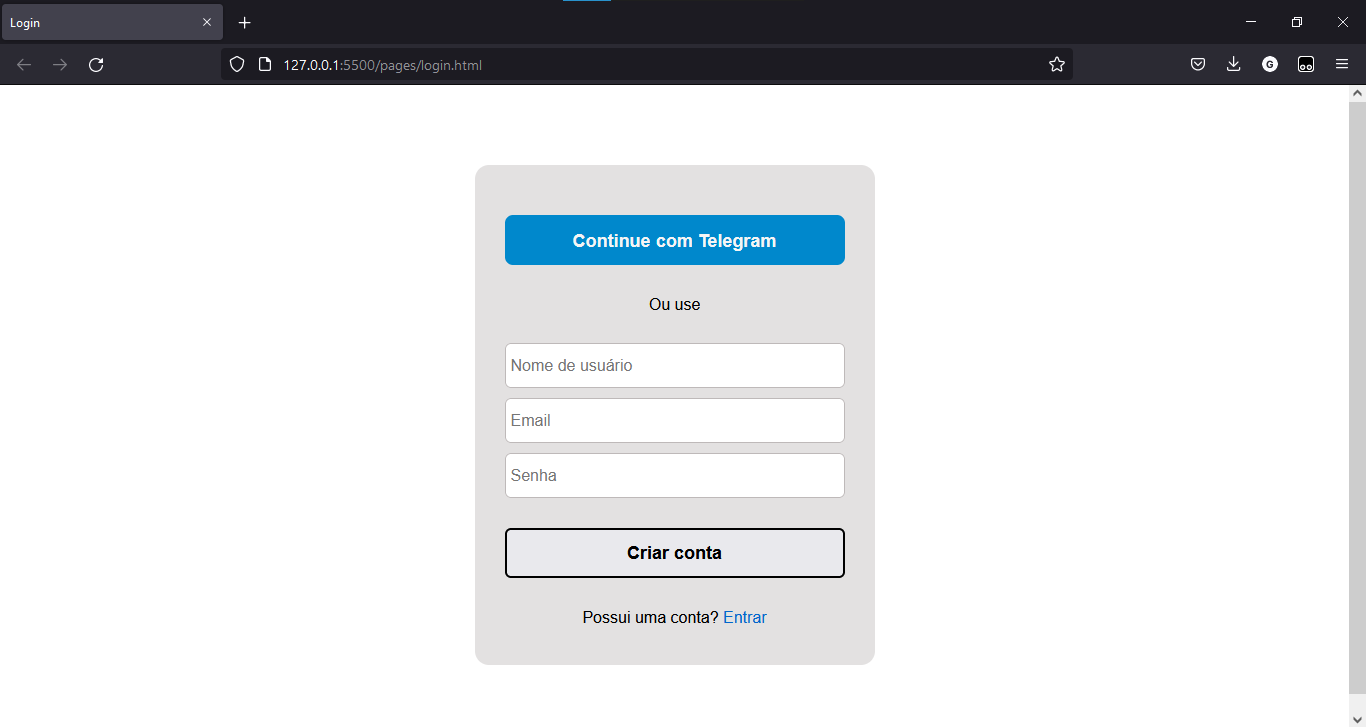 Login
127.0.0.1:5500/pages/login.html
G
Continue com Telegram
Ou use
Nome de usuário
Email
Senha
Criar conta
Possui uma conta? Entrar